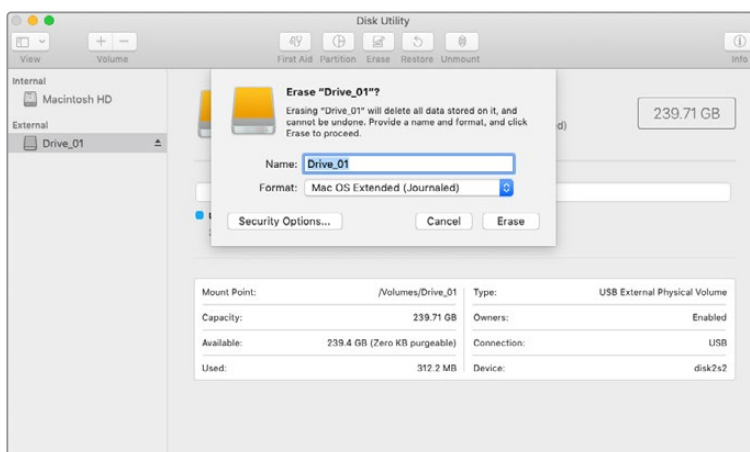 Disk Utility
View
Volume
First Aid
Partition
Erase
Restore
Unmount
Info
Internal
Macintosh HD
External
Drive_01
Erase “Drive_01”?
Erasing “Drive_01” will delete all data stored on it, and
cannot be undone. Provide a name and format, and click
Erase to proceed.
Name: Drive_01
Format: Mac OS Extended (Journaled)
Security Options...
Cancel
Erase
239.71 GB
Mount Point: /Volumes/Drive_01
Type: USB External Physical Volume
Capacity: 239.71 GB
Owners: Enabled
Available: 239.4 GB (Zero KB purgeable)
Connection: USB
Used: 312.2 MB
Device: disk2s2